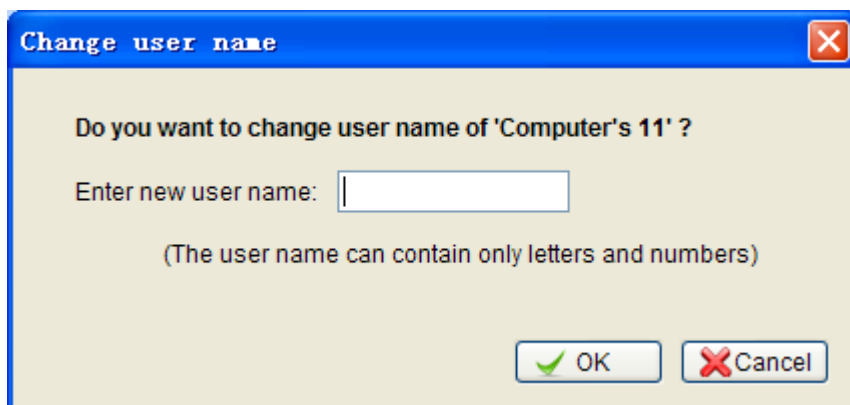 Change user name
Do you want to change user name of 'Computer's 11' ?
Enter new user name:
(The user name can contain only letters and numbers)
OK
Cancel